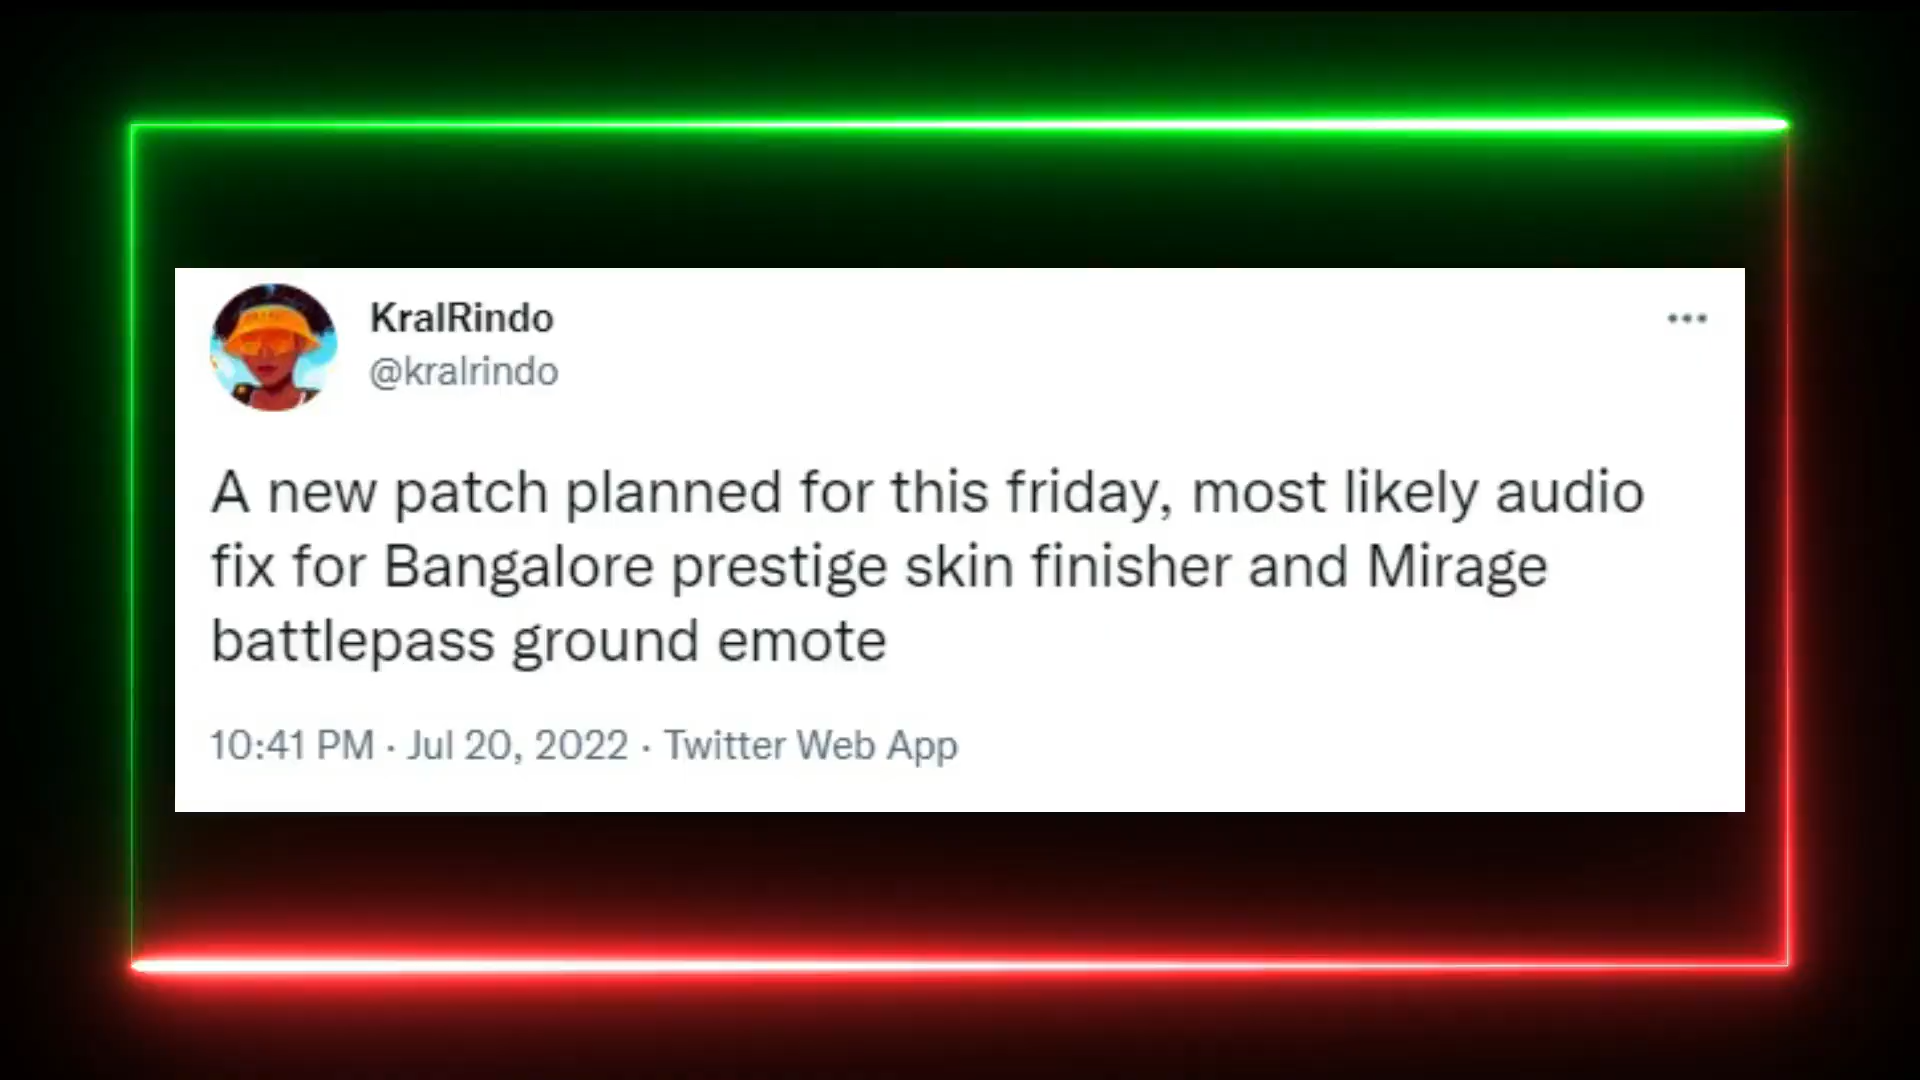 KralRindo
@kralrindo
A new patch planned for this friday, most likely audio
fix for Bangalore prestige skin finisher and Mirage
battlepass ground emote
10:41 PM · Jul 20, 2022 · Twitter Web App